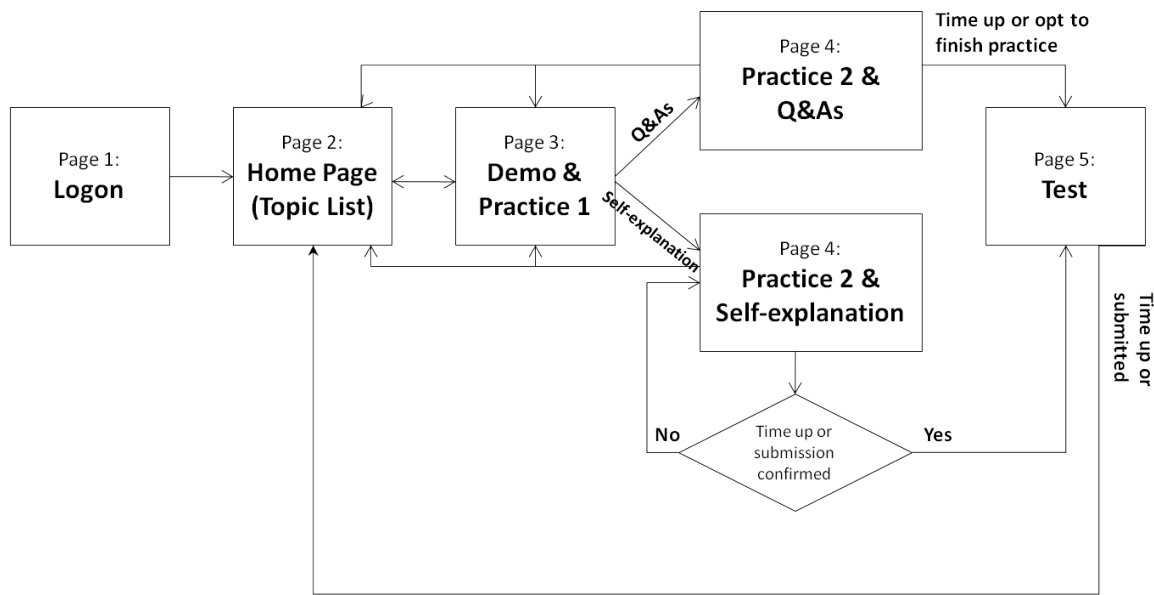 Page 1:
Logon
Page 2:
Home Page
(Topic List)
Page 3:
Demo &
Practice 1
Q&As
Self-explanation
Page 4:
Practice 2 &
Q&As
Time up or opt to
finish practice
Page 4:
Practice 2 &
Self-explanation
Page 5:
Test
Time up or
submitted
No
Time up or
submission
confirmed
Yes